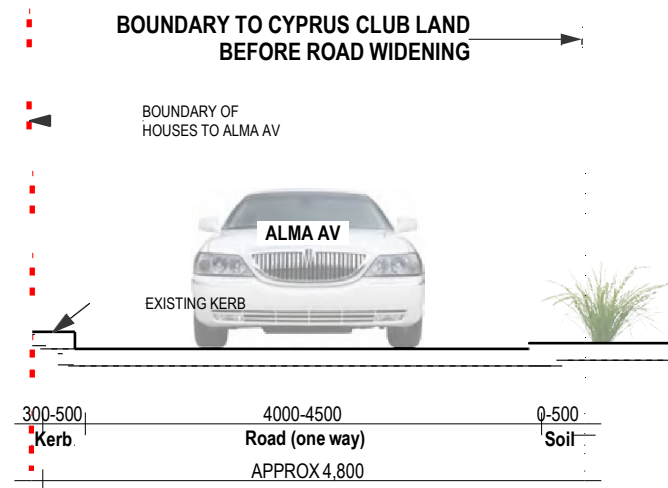 BOUNDARY TO CYPRUS CLUB LAND
BEFORE ROAD WIDENING
BOUNDARY OF
HOUSES TO ALMA AV
ALMA AV
EXISTING KERB
300-500
4000-4500
0-500
Kerb
Road (one way)
Soil
APPROX 4,800